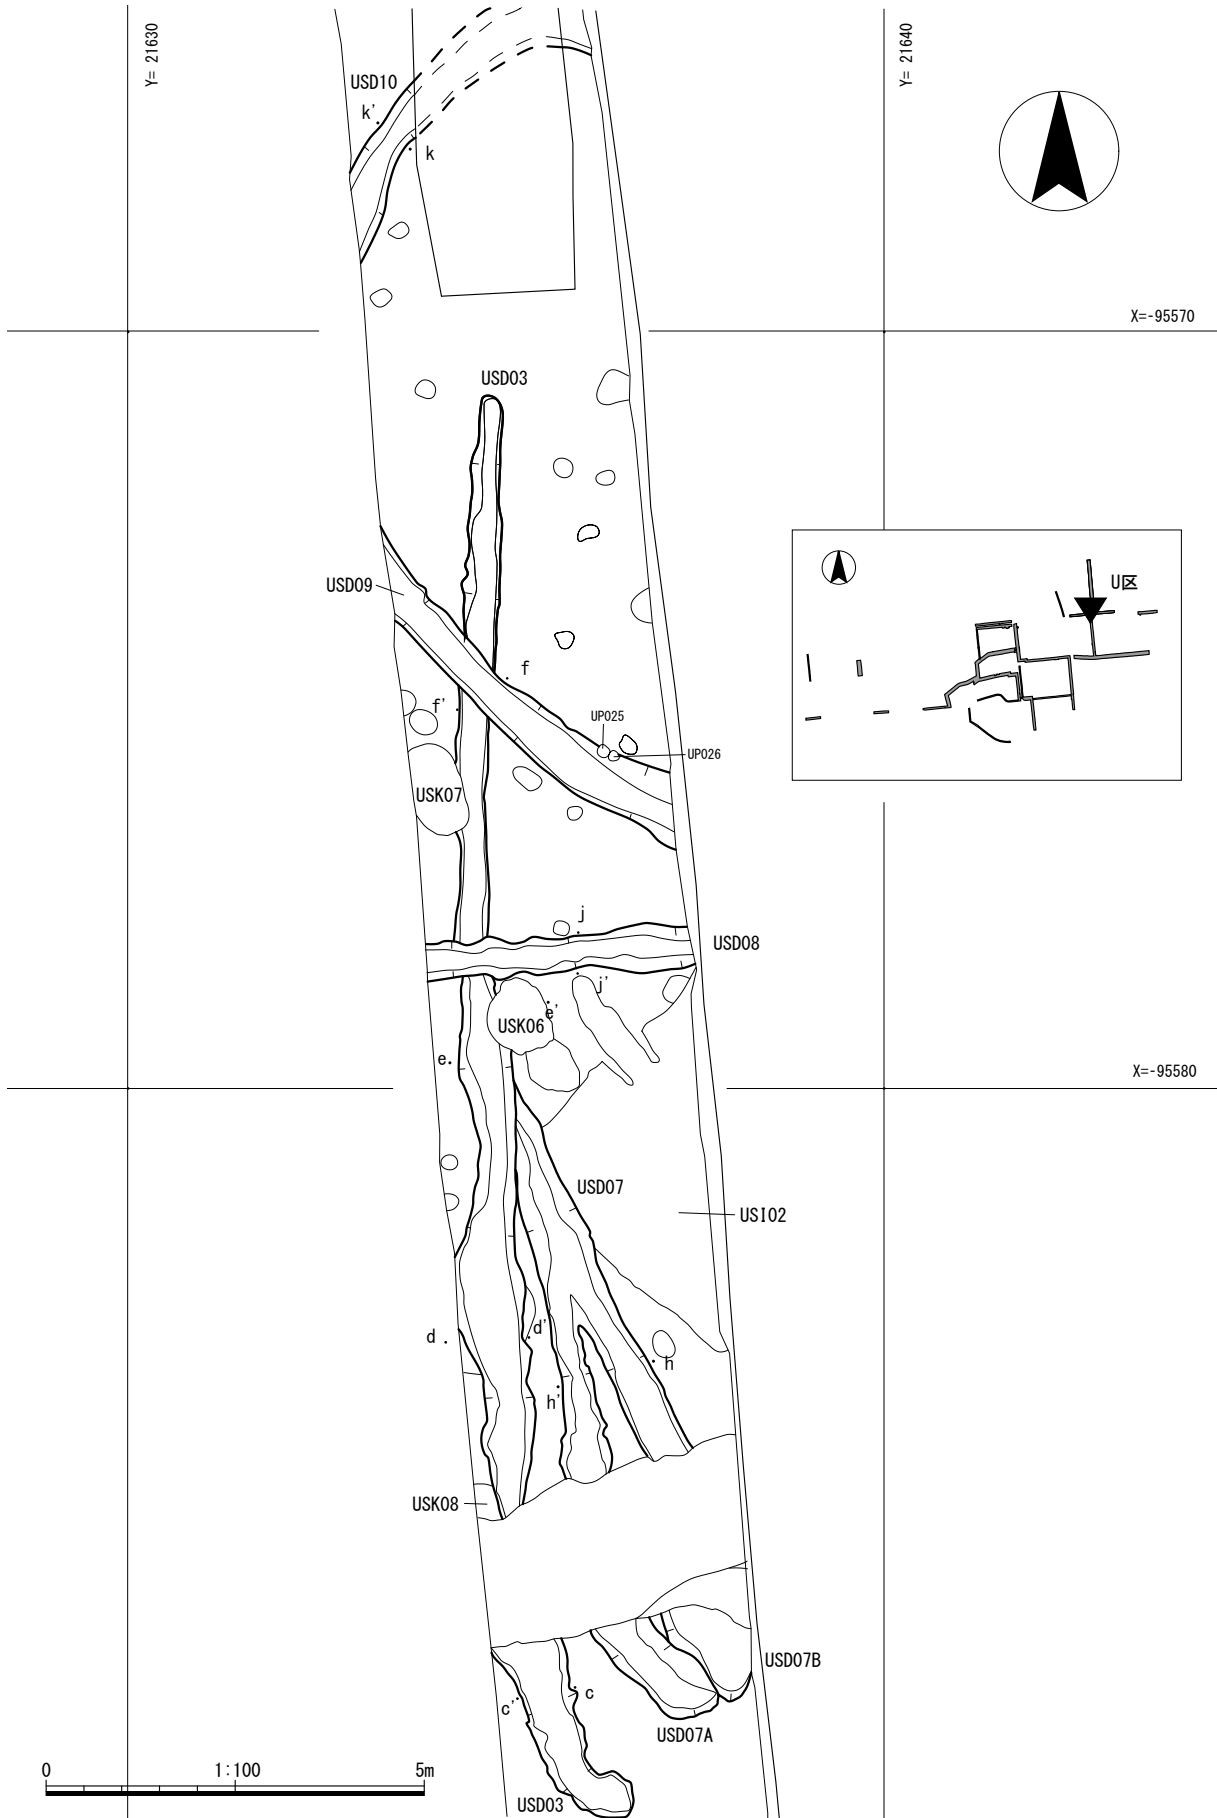 Y= 21630
Y= 21640
USD10
k'
k
X=-95570
USD03
U区
USD09
f
f'
UP025
UP026
USK07
j
USD08
j'
e'
USK06
e
X=-95580
USD07
USI02
d
d'
h
h'
USK08
USD07B
c
c'
USD07A
0 1:100 5m
USD03